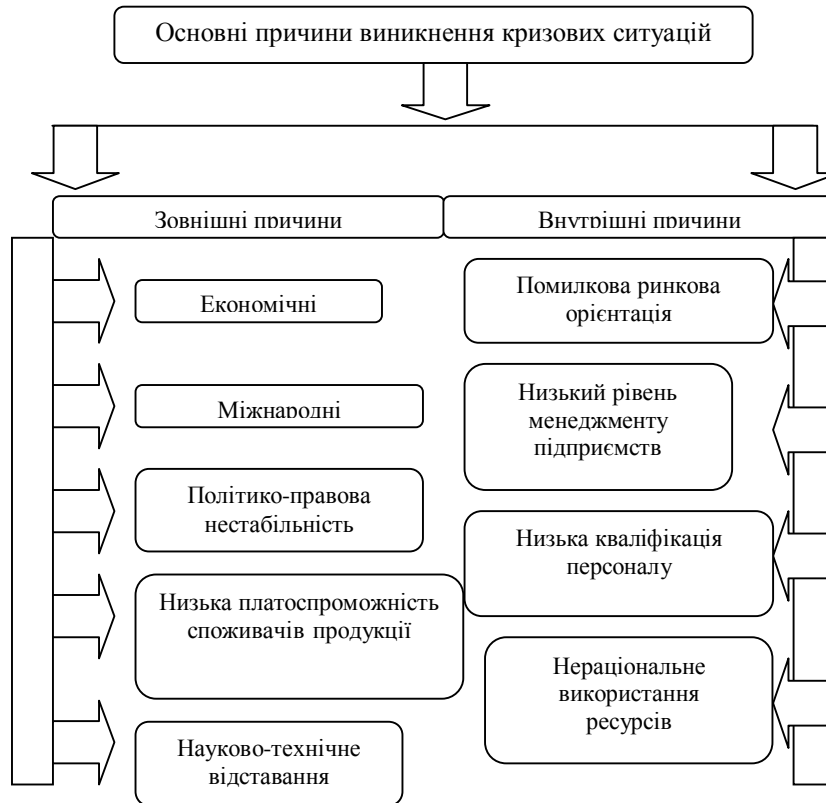 Основні причини виникнення кризових ситуацій
Зовнішні причини
Внутрішні причини
Економічні
Міжнародні
Політико-правова
нестабільність
Низька платоспроможність
споживачів продукції
Науково-технічне
відставання
Помилкова ринкова
орієнтація
Низький рівень
менеджменту
підприємств
Низька кваліфікація
персоналу
Нераціональне
використання
ресурсів